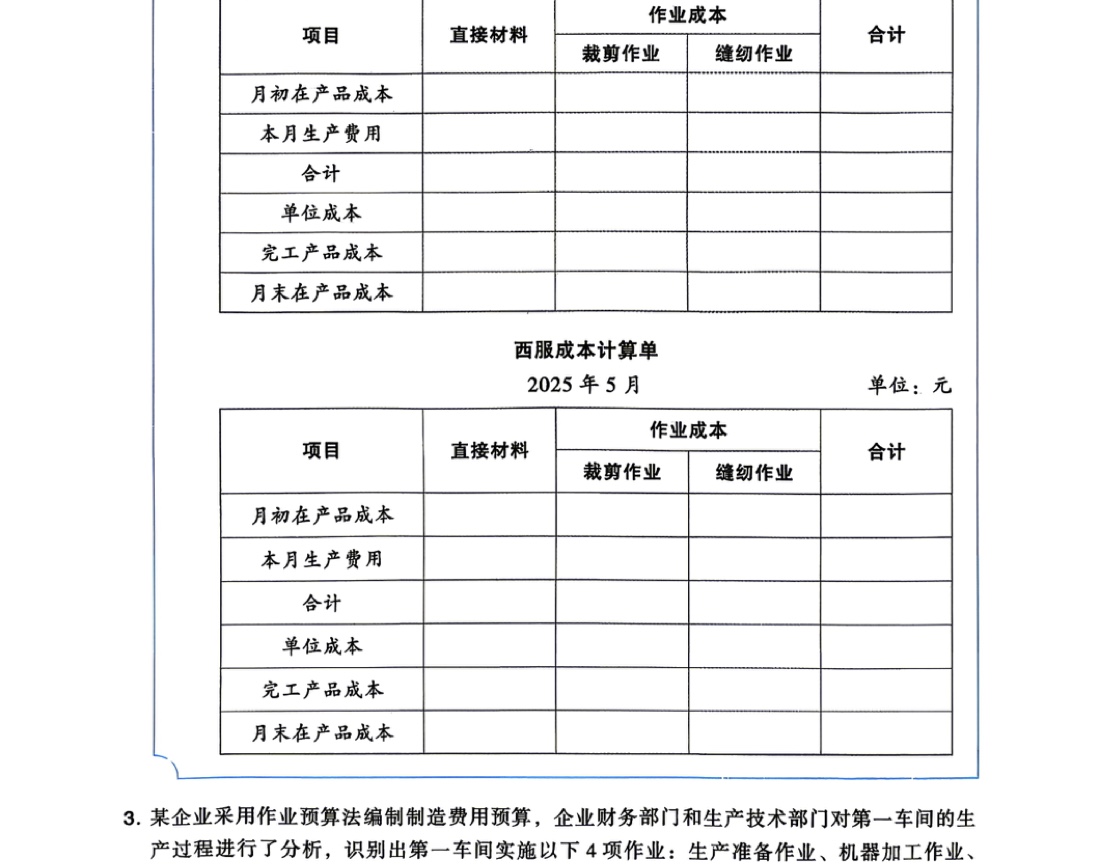 项目 直接材料 作业成本 合计
裁剪作业 缝纫作业
月初在产品成本
本月生产费用
合计
单位成本
完工产品成本
月末在产品成本
西服成本计算单
2025 年 5 月 单位：元
项目 直接材料 作业成本 合计
裁剪作业 缝纫作业
月初在产品成本
本月生产费用
合计
单位成本
完工产品成本
月末在产品成本
3. 某企业采用作业预算法编制制造费用预算，企业财务部门和生产技术部门对第一车间的生
产过程进行了分析，识别出第一车间实施以下 4 项作业：生产准备作业、机器加工作业、